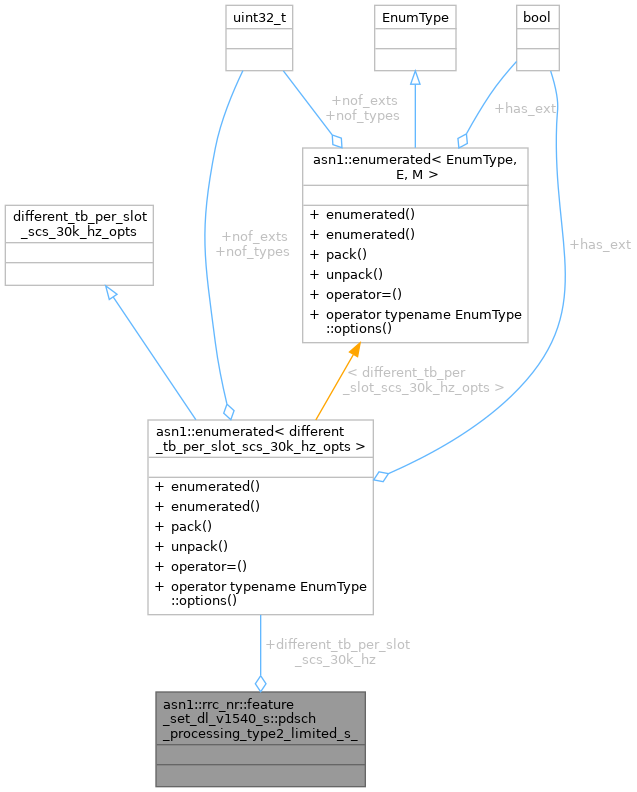 uint32_t
EnumType
bool
+nof_exts
+nof_types
+has_ext
asn1::enumerated< EnumType,
E, M >
+ enumerated()
+ enumerated()
+ pack()
+ unpack()
+ operator=()
+ operator typename EnumType
::options()
different_tb_per_slot
_scs_30k_hz_opts
+nof_exts
+nof_types
+has_ext
< different_tb_per
_slot_scs_30k_hz_opts >
asn1::enumerated< different
_tb_per_slot_scs_30k_hz_opts >
+ enumerated()
+ enumerated()
+ pack()
+ unpack()
+ operator=()
+ operator typename EnumType
::options()
+different_tb_per_slot
_scs_30k_hz
asn1::rrc_nr::feature
_set_dl_v1540_s::pdsch
_processing_type2_limited_s_